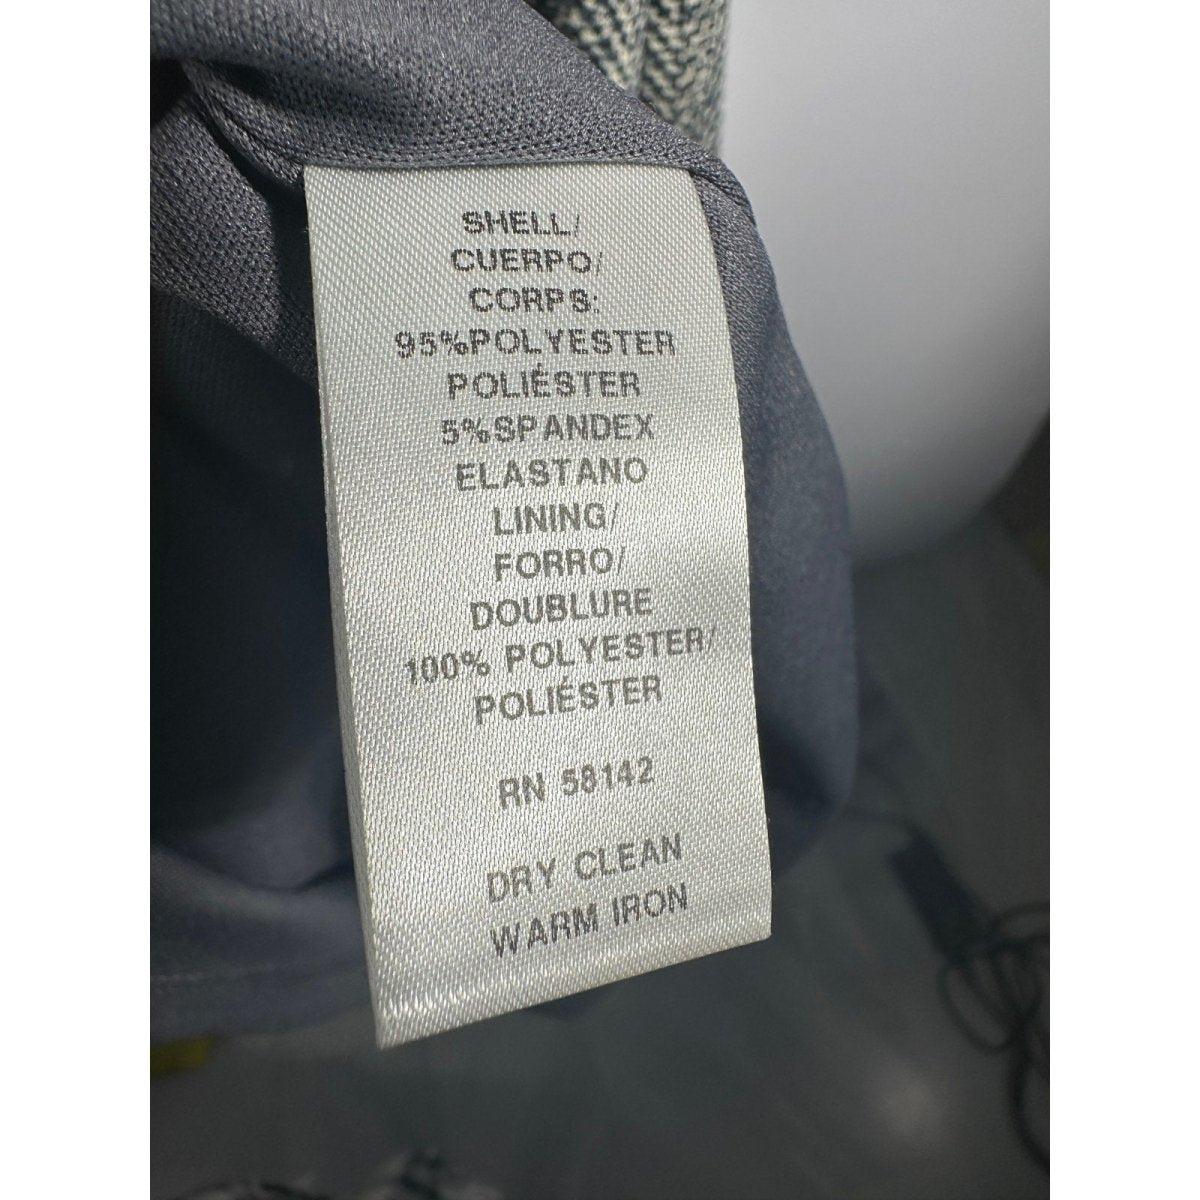 SHELL/
CUERPO/
CORPS:
95%POLYESTER
POLIÉSTER
5%SPANDEX
ELASTANO
LINING/
FORRO/
DOUBLURE
100% POLYESTER/
POLIÉSTER
RN 58142
DRY CLEAN
WARM IRON